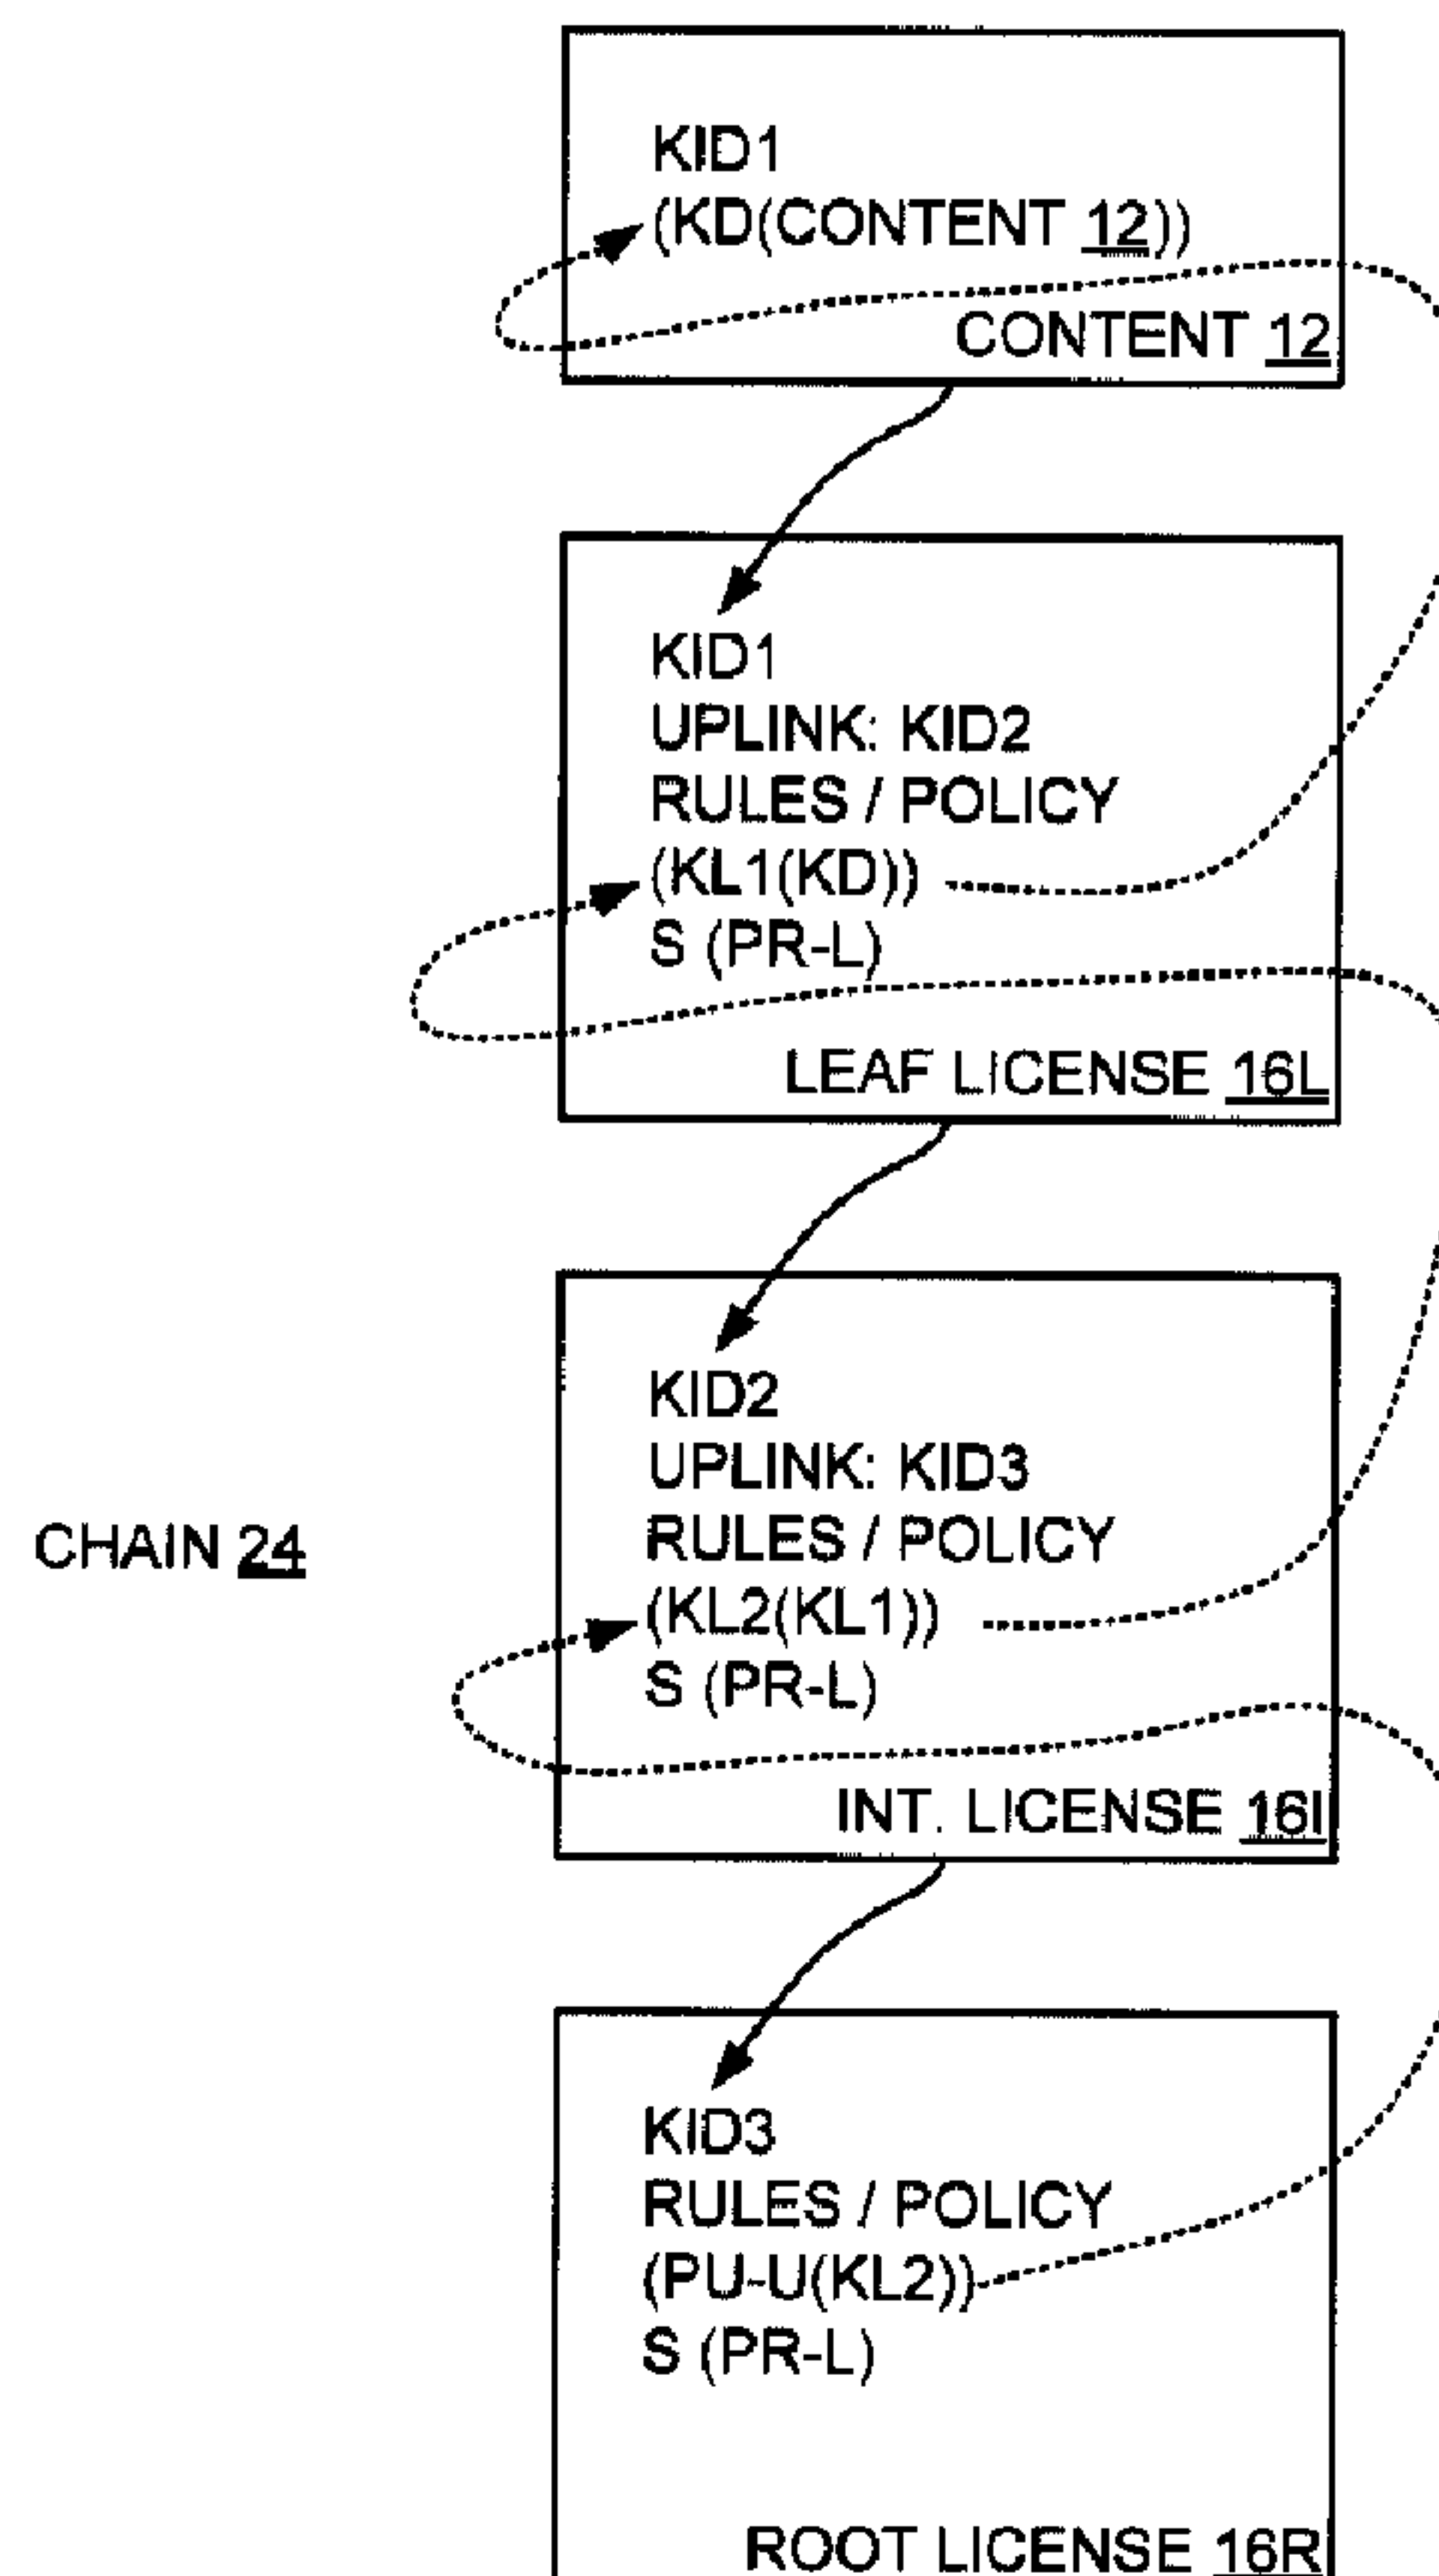 KID1
(KD(CONTENT 12))
CONTENT 12
KID1
UPLINK: KID2
RULES / POLICY
(KL1(KD))
S (PR-L)
LEAF LICENSE 16L
KID2
UPLINK: KID3
RULES / POLICY
(KL2(KL1))
S (PR-L)
INT. LICENSE 16I
CHAIN 24
KID3
RULES / POLICY
(PU-U(KL2))
S (PR-L)
ROOT LICENSE 16R